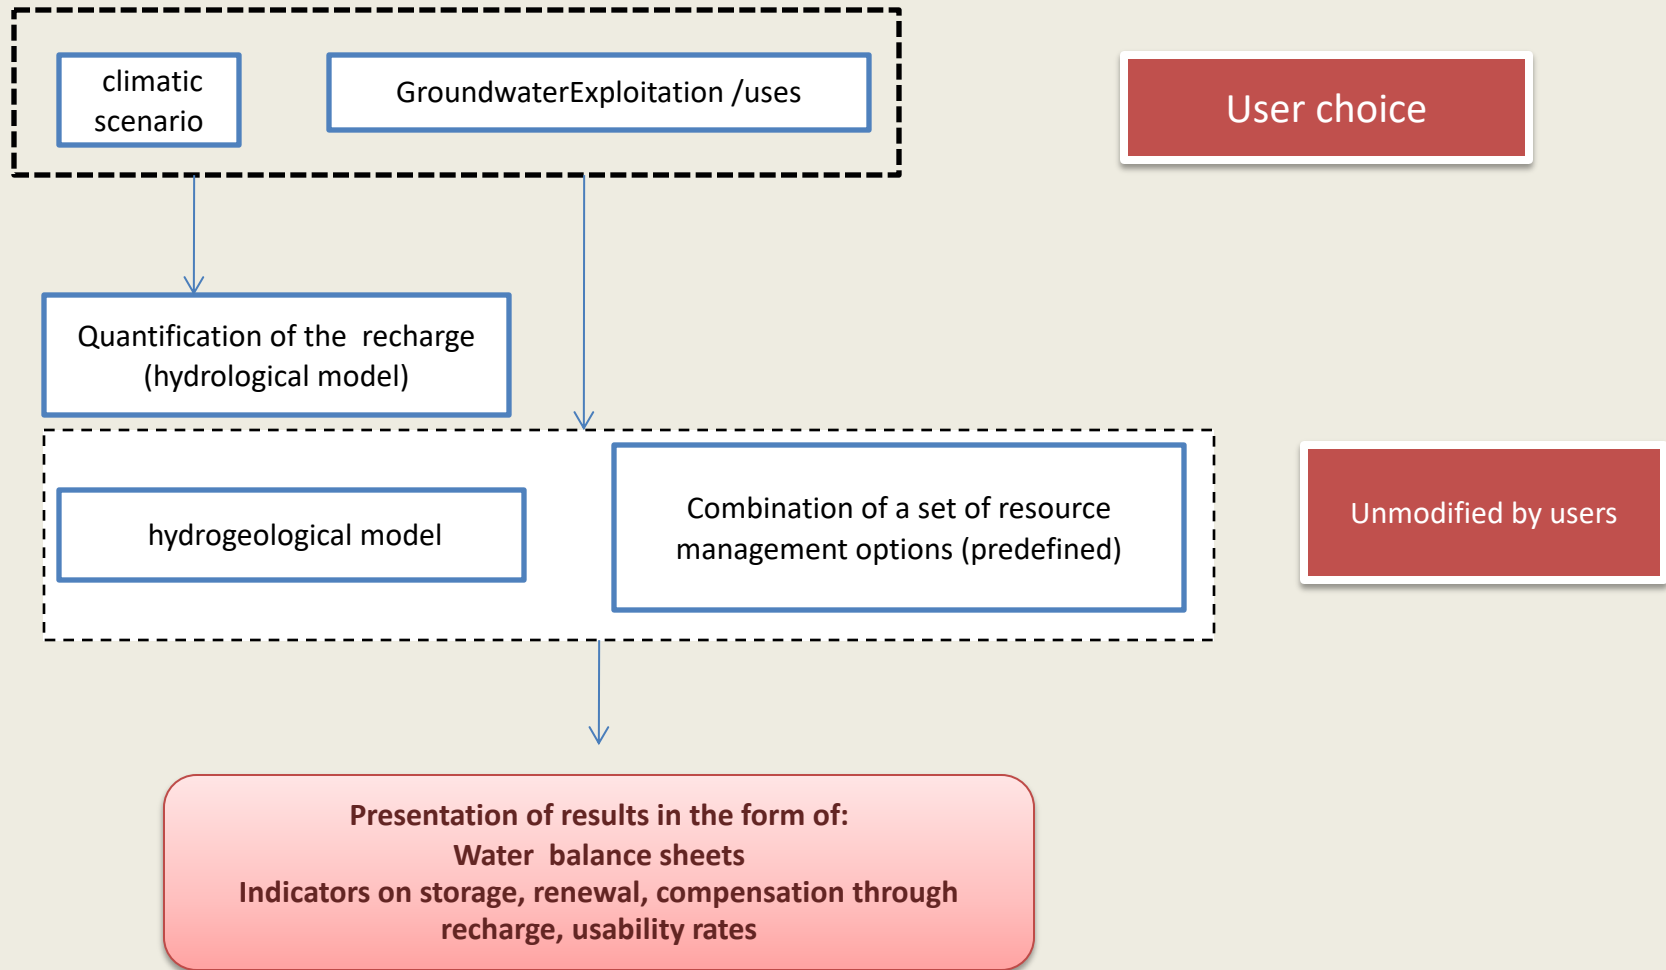 climatic
scenario
GroundwaterExploitation /uses
User choice
Quantification of the  recharge
(hydrological model)
hydrogeological model
Combination of a set of resource
management options (predefined)
Unmodified by users
Presentation of results in the form of:
Water  balance sheets
Indicators on storage, renewal, compensation through
recharge, usability rates